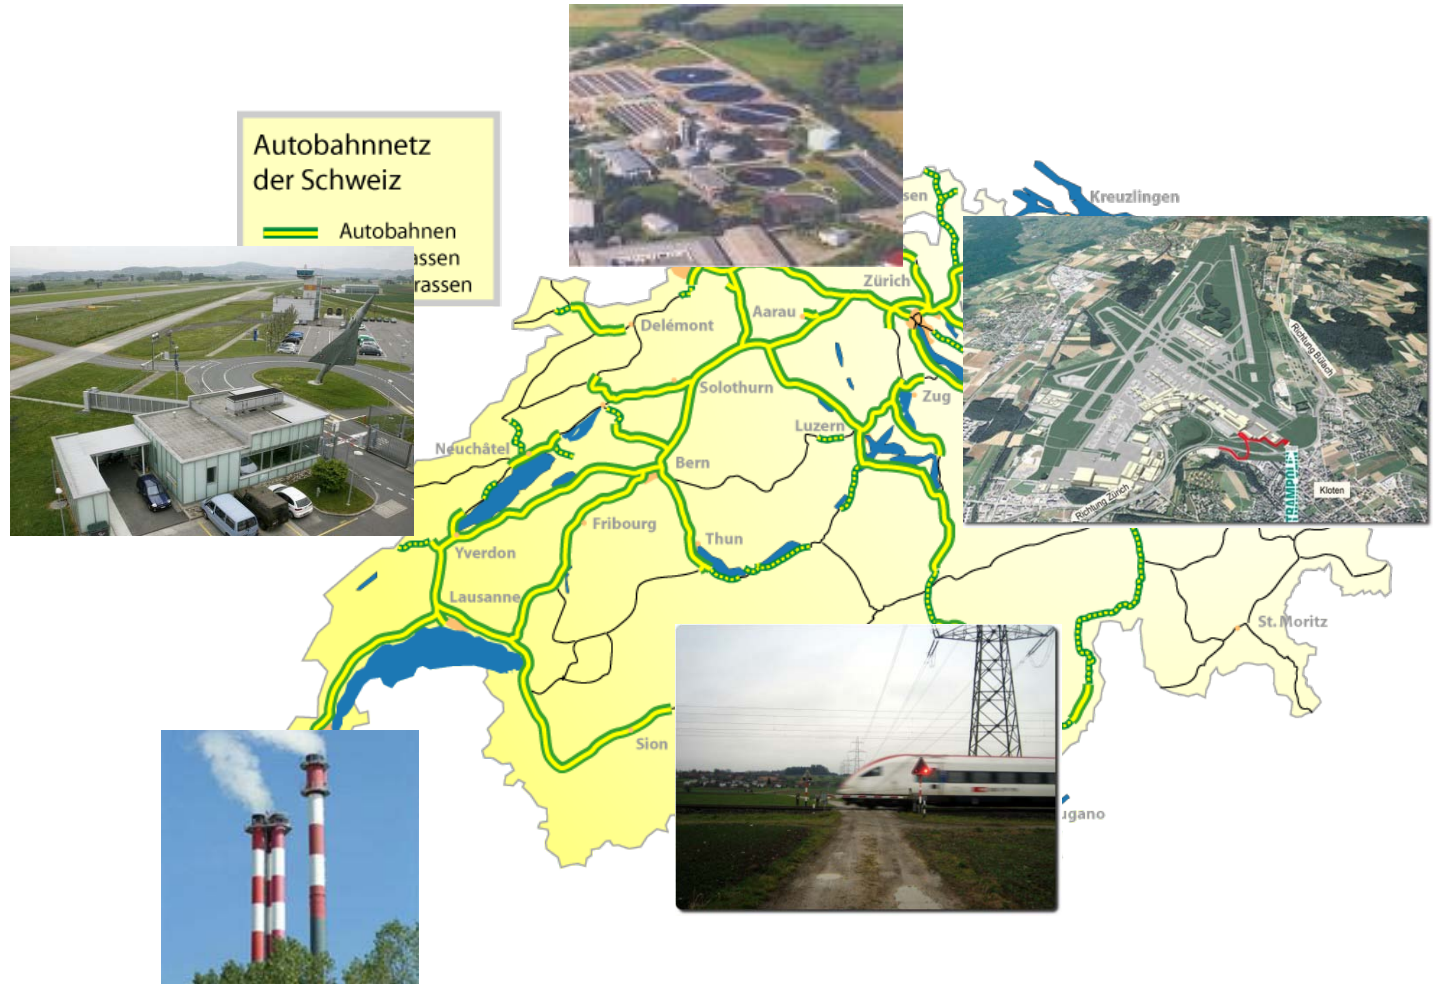 Autobahnnetz
der Schweiz
Autobahnen
assen
rassen
sen
Kreuzlingen
Zürich
Aarau
Delémont
Solothurn
Zug
Luzern
Neuchâtel
Bern
Fribourg
Thun
Yverdon
Lausanne
Sion
St. Moritz
ugano
Richtung Bülach
Richtung Zürich
Kloten